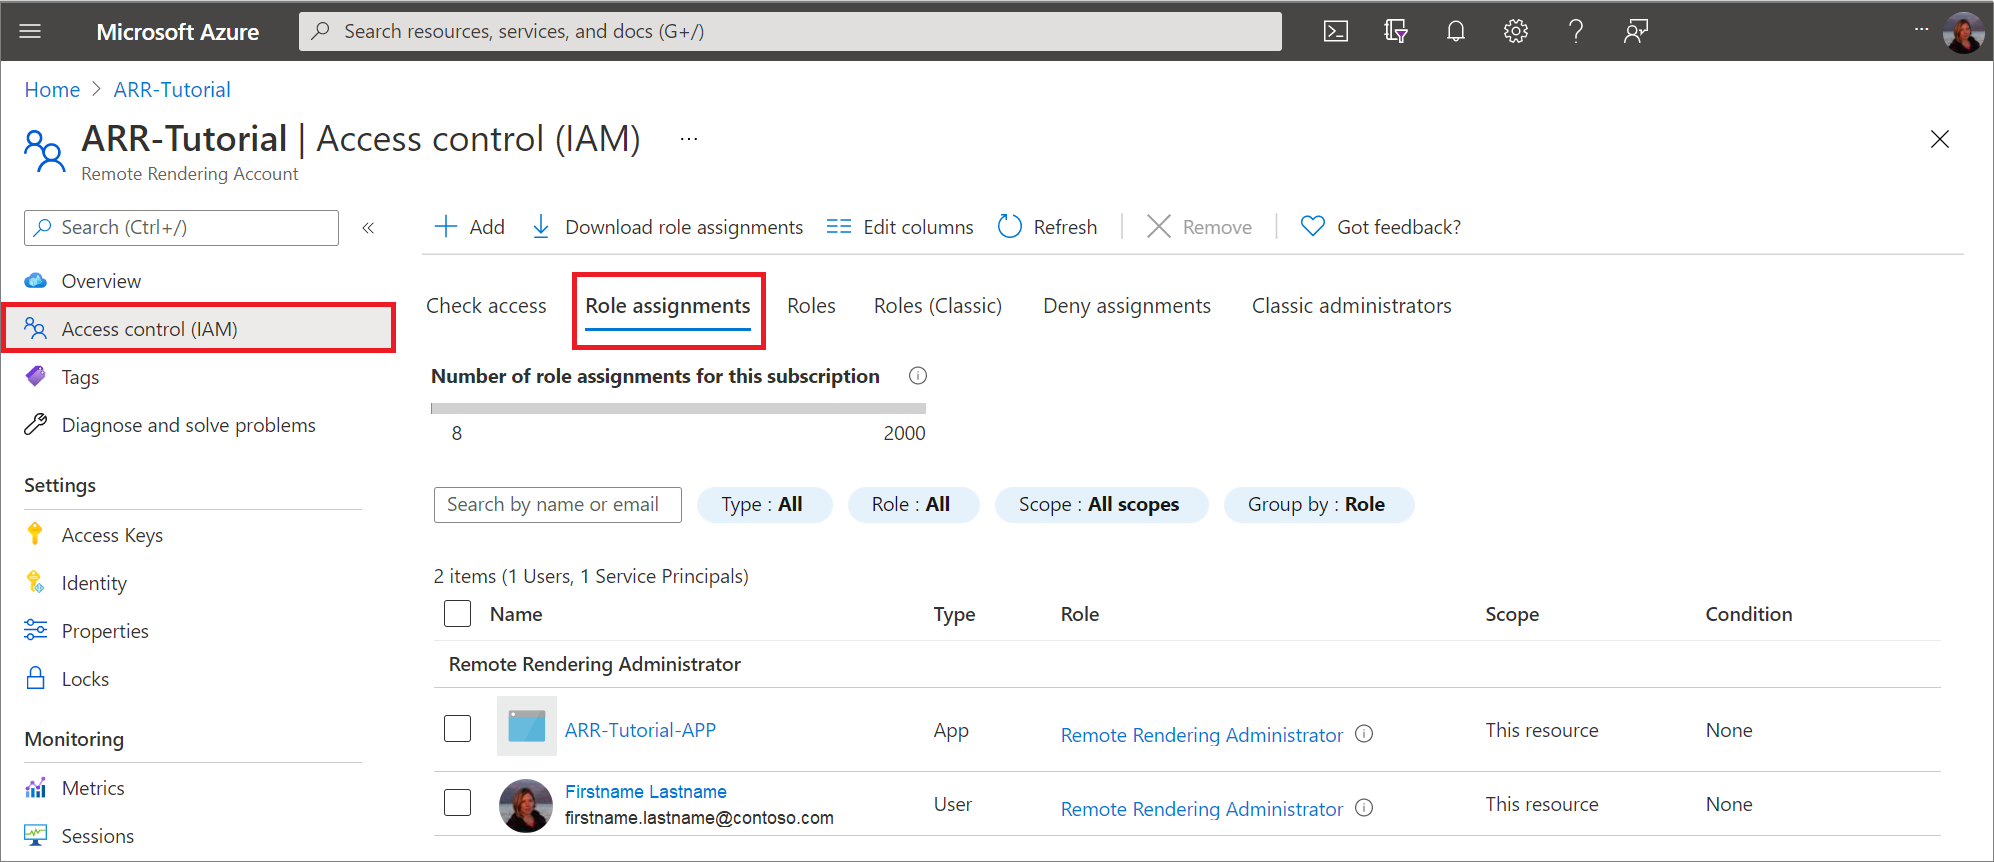 Microsoft Azure
Search resources, services, and docs (G+/)
Home > ARR-Tutorial
ARR-Tutorial | Access control (IAM) ...
Remote Rendering Account
Search (Ctrl+/)
Overview
Access control (IAM)
Tags
Diagnose and solve problems
Settings
Access Keys
Identity
Properties
Locks
Monitoring
Metrics
Sessions
Add Download role assignments Edit columns Refresh Remove Got feedback?
Check access Role assignments Roles Roles (Classic) Deny assignments Classic administrators
Number of role assignments for this subscription
8 2000
Search by name or email Type : All Role : All Scope : All scopes Group by : Role
2 items (1 Users, 1 Service Principals)
Name Type Role Scope Condition
Remote Rendering Administrator
ARR-Tutorial-APP App Remote Rendering Administrator This resource None
Firstname Lastname
firstname.lastname@contoso.com User Remote Rendering Administrator This resource None